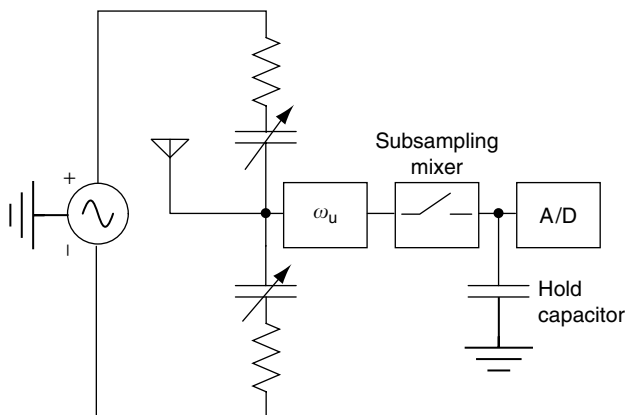 Subsampling
mixer
+
ωu
A/D
–
Hold
capacitor